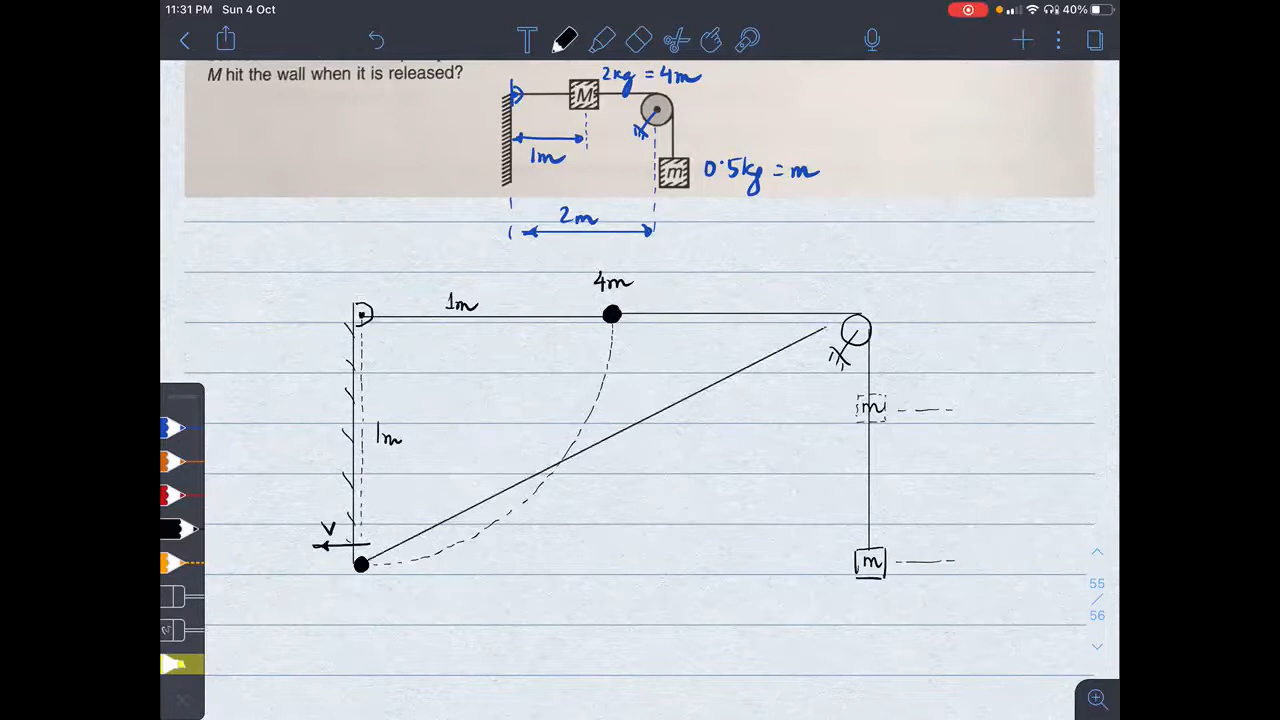 11:31 PM Sun 4 Oct
40%
M hit the wall when it is released?
2kg = 4m
M
1m
m
0.5kg = m
2m
4m
1m
m
1m
V
m
55
56